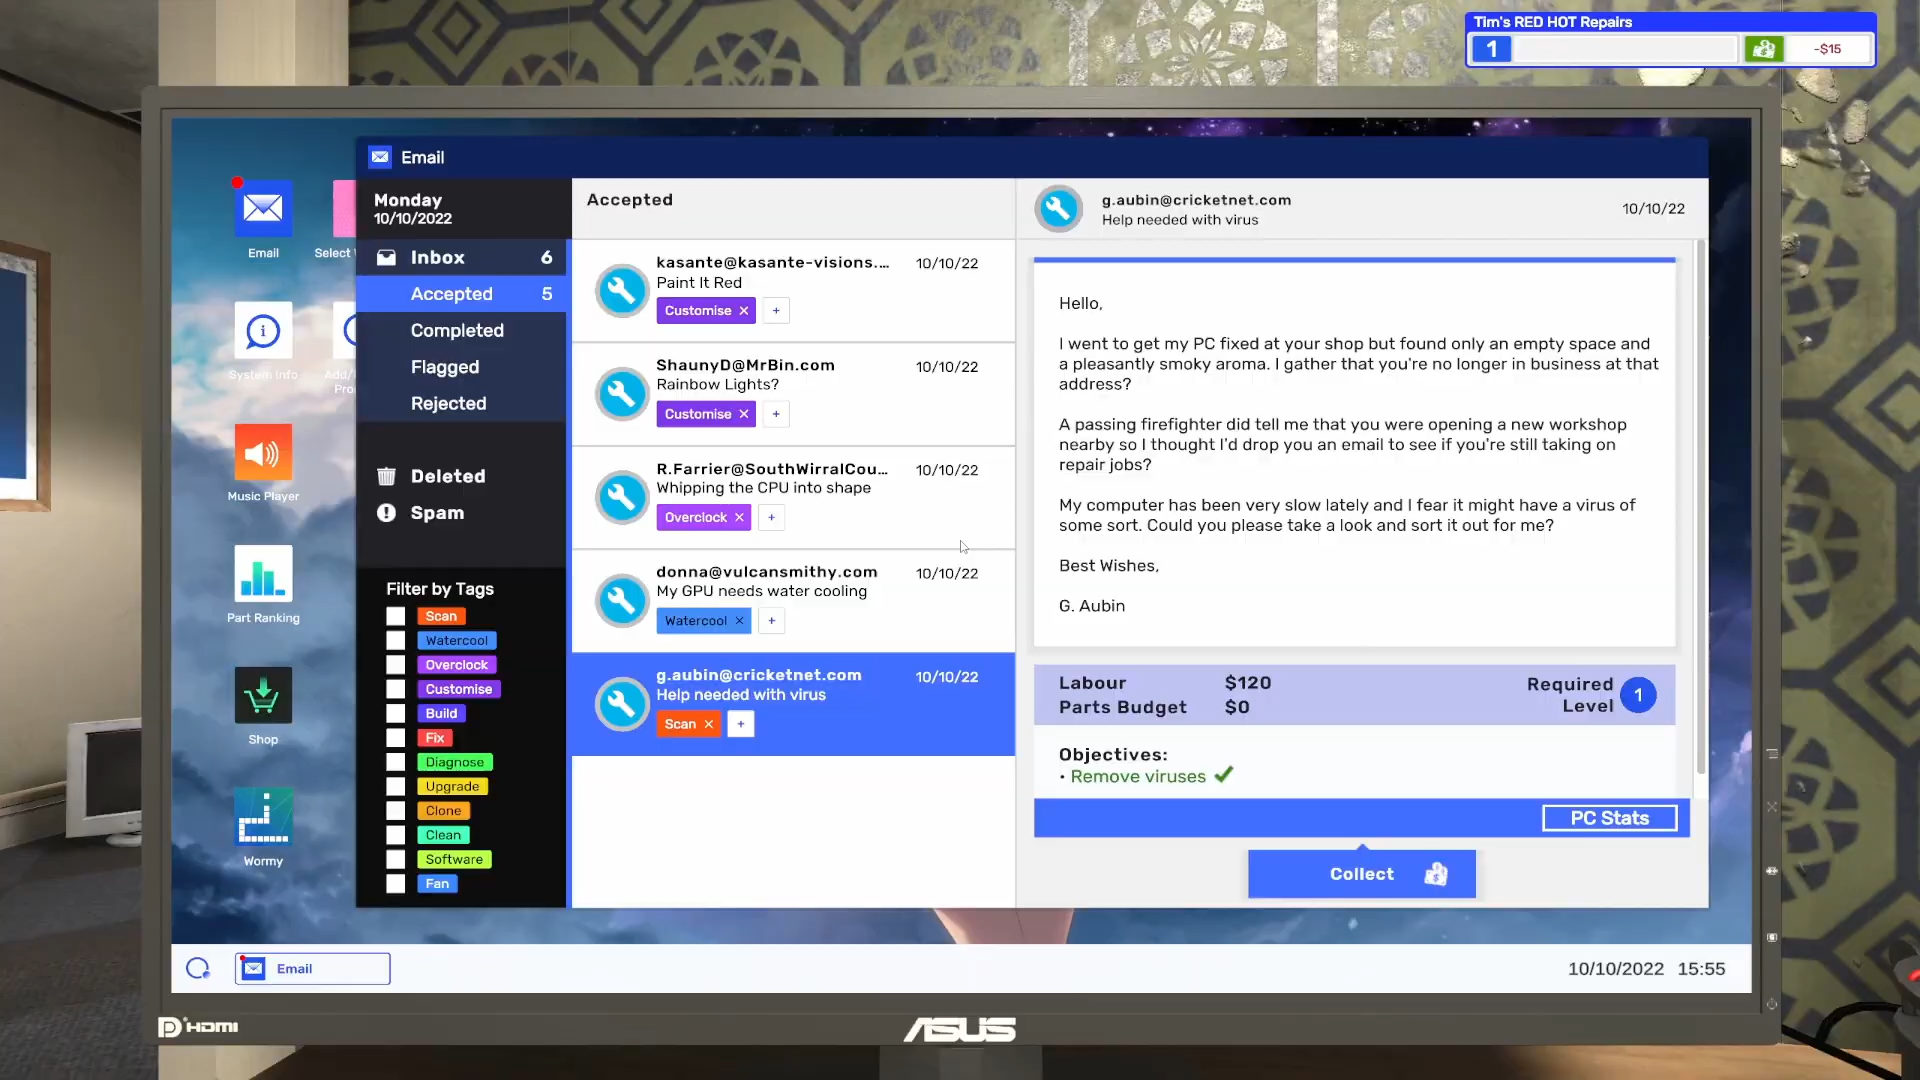 Tim's RED HOT Repairs
1
-$15
Email
Monday
10/10/2022
Inbox 6
Accepted 5
Completed
Flagged
Rejected
Deleted
Spam
Filter by Tags
Scan
Watercool
Overclock
Customise
Build
Fix
Diagnose
Upgrade
Clone
Clean
Software
Fan
Email
Select
System Info
Add/
Pro
Music Player
Part Ranking
Shop
Wormy
Accepted
kasante@kasante-visions.... 10/10/22
Paint It Red
Customise × +
ShaunyD@MrBin.com 10/10/22
Rainbow Lights?
Customise × +
R.Farrier@SouthWirralCou... 10/10/22
Whipping the CPU into shape
Overclock × +
donna@vulcansmithy.com 10/10/22
My GPU needs water cooling
Watercool × +
g.aubin@cricketnet.com 10/10/22
Help needed with virus
Scan × +
g.aubin@cricketnet.com
Help needed with virus
10/10/22
Hello,
I went to get my PC fixed at your shop but found only an empty space and
a pleasantly smoky aroma. I gather that you're no longer in business at that
address?
A passing firefighter did tell me that you were opening a new workshop
nearby so I thought I'd drop you an email to see if you're still taking on
repair jobs?
My computer has been very slow lately and I fear it might have a virus of
some sort. Could you please take a look and sort it out for me?
Best Wishes,
G. Aubin
Labour $120
Parts Budget $0
Required
Level 1
Objectives:
• Remove viruses ✓
PC Stats
Collect
Email
10/10/2022 15:55
HDMI
ASUS